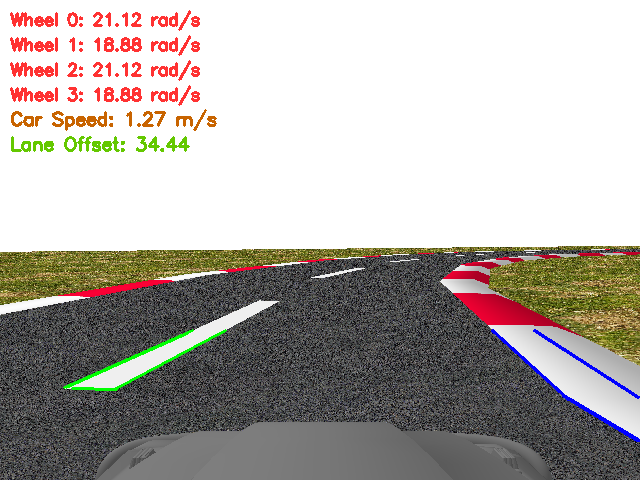 Wheel 0: 21.12 rad/s
Wheel 1: 18.88 rad/s
Wheel 2: 21.12 rad/s
Wheel 3: 18.88 rad/s
Car Speed: 1.27 m/s
Lane Offset: 34.44